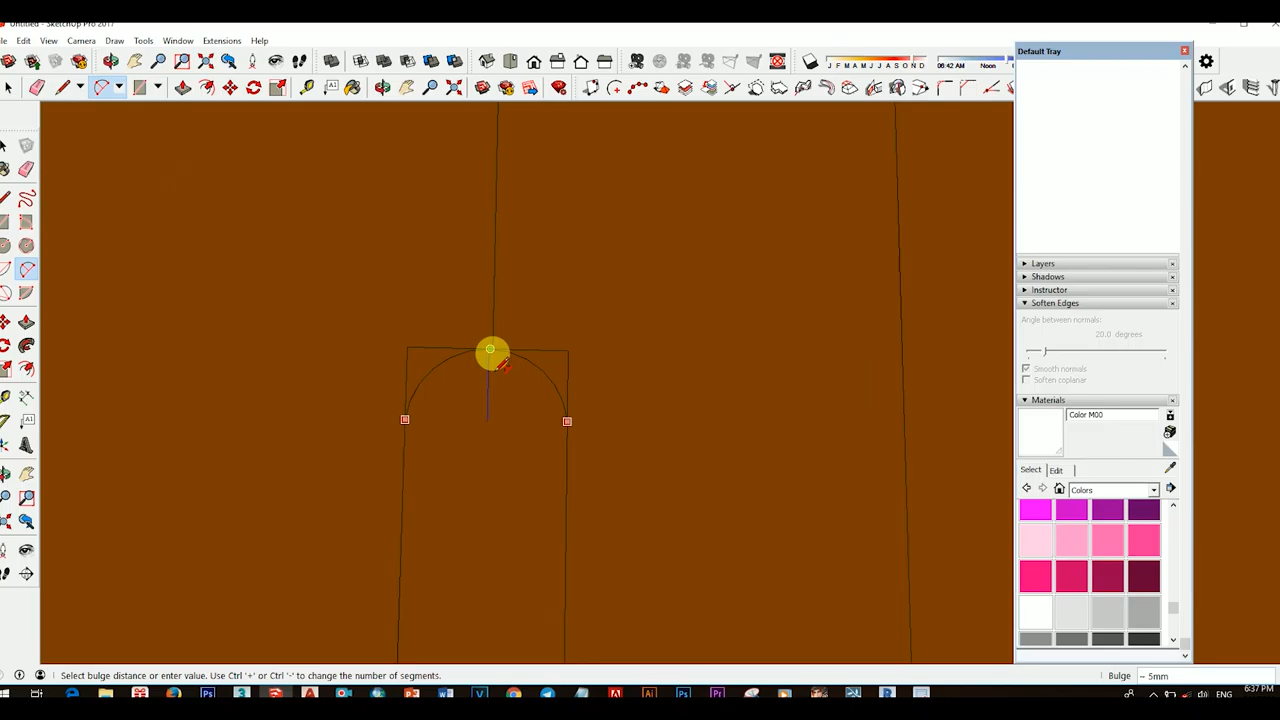 Untitled - SketchUp Pro 2017
Edit View Camera Draw Tools Window Extensions Help
J F M A M J J A S O N D 06:42 AM Noon
Default Tray
Layers
Shadows
Instructor
Soften Edges
Angle between normals:
20.0 degrees
Smooth normals
Soften coplanar
Materials
Color M00
Select Edit
Colors
Select bulge distance or enter value. Use Ctrl '+' or Ctrl '-' to change the number of segments.
Bulge ~ 5mm
ENG 6:37 PM